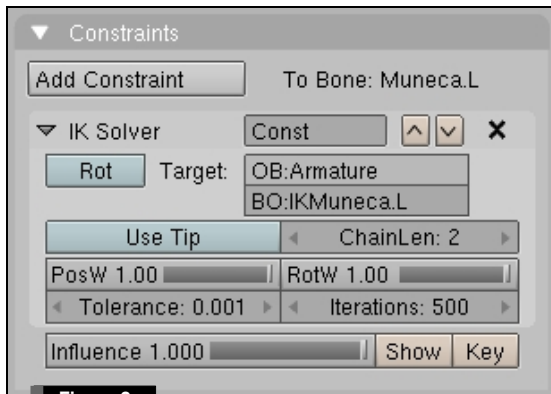 Constraints
Add Constraint To Bone: Muneca.L
IK Solver Const
Rot Target: OB:Armature
BO:IKMuneca.L
Use Tip ChainLen: 2
PosW 1.00 RotW 1.00
Tolerance: 0.001 Iterations: 500
Influence 1.000 Show Key